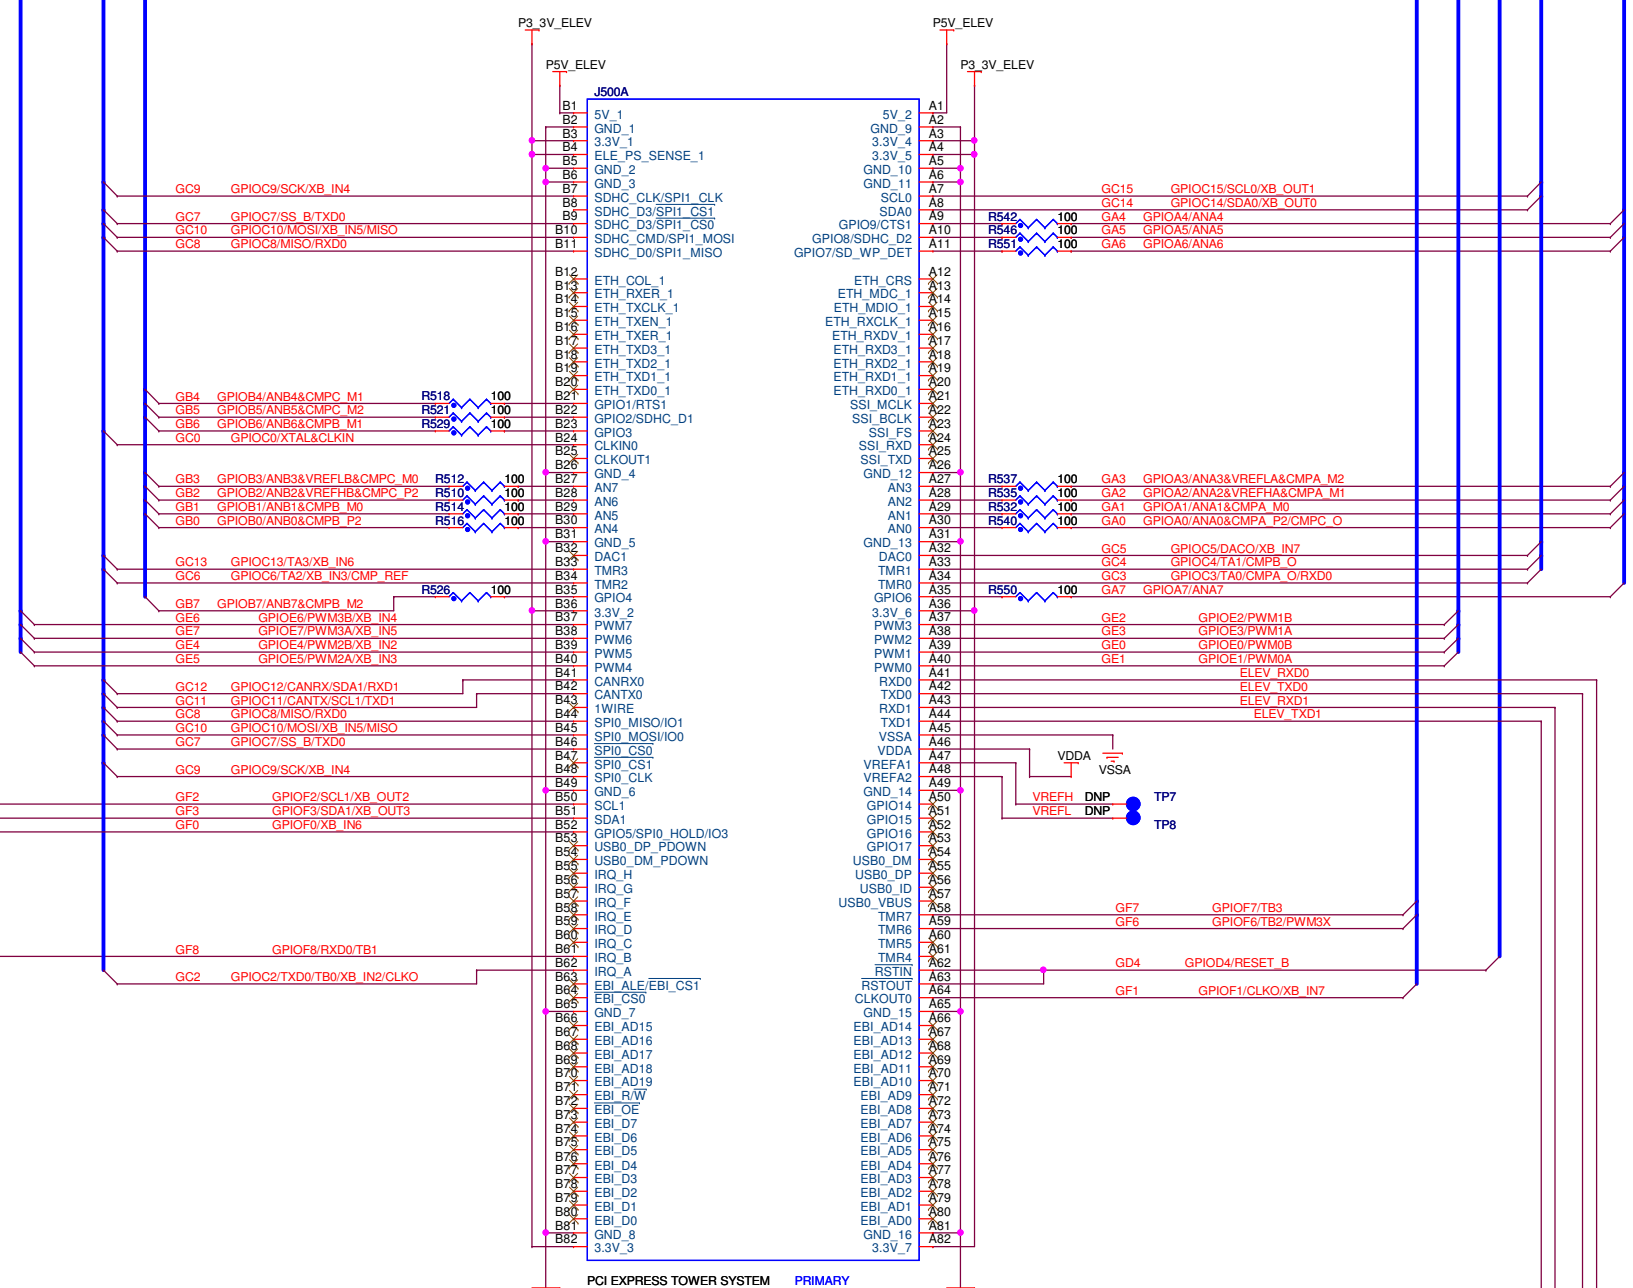 P3_3V_ELEV
P5V_ELEV
P5V_ELEV
P3_3V_ELEV
J500A
B1 5V_1 5V_2 A1
B2 GND_1 GND_9 A2
B3 3.3V_1 3.3V_4 A3
B4 ELE_PS_SENSE_1 3.3V_5 A4
B5 GND_2 GND_10 A5
B6 GND_3 GND_11 A6
GC9 GPIOC9/SCK/XB_IN4 B7 SDHC_CLK/SPI1_CLK SCL0 A7 GC15 GPIOC15/SCL0/XB_OUT1
B8 SDHC_D3/SPI1_CS1 SDA0 A8 GC14 GPIOC14/SDA0/XB_OUT0
GC7 GPIOC7/SS_B/TXD0 B9 SDHC_D3/SPI1_CS0 GPIO9/CTS1 A9 R542 100 GA4 GPIOA4/ANA4
GC10 GPIOC10/MOSI/XB_IN5/MISO B10 SDHC_CMD/SPI1_MOSI GPIO8/SDHC_D2 A10 R546 100 GA5 GPIOA5/ANA5
GC8 GPIOC8/MISO/RXD0 B11 SDHC_D0/SPI1_MISO GPIO7/SD_WP_DET A11 R551 100 GA6 GPIOA6/ANA6
B12 ETH_COL_1 ETH_CRS A12
B13 ETH_RXER_1 ETH_MDC_1 A13
B14 ETH_TXCLK_1 ETH_MDIO_1 A14
B15 ETH_TXEN_1 ETH_RXCLK_1 A15
B16 ETH_TXER_1 ETH_RXDV_1 A16
B17 ETH_TXD3_1 ETH_RXD3_1 A17
B18 ETH_TXD2_1 ETH_RXD2_1 A18
B19 ETH_TXD1_1 ETH_RXD1_1 A19
B20 ETH_TXD0_1 ETH_RXD0_1 A20
GB4 GPIOB4/ANB4&CMPC_M1 R518 100 B21 GPIO1/RTS1 SSI_MCLK A21
GB5 GPIOB5/ANB5&CMPC_M2 R521 100 B22 GPIO2/SDHC_D1 SSI_BCLK A22
GB6 GPIOB6/ANB6&CMPB_M1 R529 100 B23 GPIO3 SSI_FS A23
GC0 GPIOC0/XTAL&CLKIN B24 CLKIN0 SSI_RXD A24
B25 CLKOUT1 SSI_TXD A25
B26 GND_4 GND_12 A26
GB3 GPIOB3/ANB3&VREFLB&CMPC_M0 R512 100 B27 AN7 AN3 A27 R537 100 GA3 GPIOA3/ANA3&VREFLA&CMPA_M2
GB2 GPIOB2/ANB2&VREFHB&CMPC_P2 R510 100 B28 AN6 AN2 A28 R535 100 GA2 GPIOA2/ANA2&VREFHA&CMPA_M1
GB1 GPIOB1/ANB1&CMPB_M0 R514 100 B29 AN5 AN1 A29 R532 100 GA1 GPIOA1/ANA1&CMPA_M0
GB0 GPIOB0/ANB0&CMPB_P2 R516 100 B30 AN4 AN0 A30 R540 100 GA0 GPIOA0/ANA0&CMPA_P2/CMPC_O
B31 GND_5 GND_13 A31
B32 DAC1 DAC0 A32 GC5 GPIOC5/DACO/XB_IN7
GC13 GPIOC13/TA3/XB_IN6 B33 TMR3 TMR1 A33 GC4 GPIOC4/TA1/CMPB_O
GC6 GPIOC6/TA2/XB_IN3/CMP_REF B34 TMR2 TMR0 A34 GC3 GPIOC3/TA0/CMPA_O/RXD0
R526 100 B35 GPIO4 GPIO6 A35 R550 100 GA7 GPIOA7/ANA7
GB7 GPIOB7/ANB7&CMPB_M2 B36 3.3V_2 3.3V_6 A36
GE6 GPIOE6/PWM3B/XB_IN4 B37 PWM7 PWM3 A37 GE2 GPIOE2/PWM1B
GE7 GPIOE7/PWM3A/XB_IN5 B38 PWM6 PWM2 A38 GE3 GPIOE3/PWM1A
GE4 GPIOE4/PWM2B/XB_IN2 B39 PWM5 PWM1 A39 GE0 GPIOE0/PWM0B
GE5 GPIOE5/PWM2A/XB_IN3 B40 PWM4 PWM0 A40 GE1 GPIOE1/PWM0A
B41 CANRX0 RXD0 A41 ELEV_RXD0
GC12 GPIOC12/CANRX/SDA1/RXD1 B42 CANTX0 TXD0 A42 ELEV_TXD0
GC11 GPIOC11/CANTX/SCL1/TXD1 B43 1WIRE RXD1 A43 ELEV_RXD1
GC8 GPIOC8/MISO/RXD0 B44 SPI0_MISO/IO1 TXD1 A44 ELEV_TXD1
GC10 GPIOC10/MOSI/XB_IN5/MISO B45 SPI0_MOSI/IO0 VSSA A45
GC7 GPIOC7/SS_B/TXD0 B46 SPI0_CS0 VDDA A46
B47 SPI0_CS1 VREFA1 A47 VDDA VSSA
GC9 GPIOC9/SCK/XB_IN4 B48 SPI0_CLK VREFA2 A48
B49 GND_6 GND_14 A49
GF2 GPIOF2/SCL1/XB_OUT2 B50 SCL1 GPIO14 A50 VREFH DNP TP7
GF3 GPIOF3/SDA1/XB_OUT3 B51 SDA1 GPIO15 A51 VREFL DNP TP8
GF0 GPIOF0/XB_IN6 B52 GPIO5/SPI0_HOLD/IO3 GPIO16 A52
B53 USB0_DP_PDOWN GPIO17 A53
B54 USB0_DM_PDOWN USB0_DM A54
B55 IRQ_H USB0_DP A55
B56 IRQ_G USB0_ID A56
B57 IRQ_F USB0_VBUS A57
B58 IRQ_E TMR7 A58 GF7 GPIOF7/TB3
B59 IRQ_D TMR6 A59 GF6 GPIOF6/TB2/PWM3X
B60 IRQ_C TMR5 A60
GF8 GPIOF8/RXD0/TB1 B61 IRQ_B TMR4 A61
B62 IRQ_A RSTIN A62 GD4 GPIOD4/RESET_B
GC2 GPIOC2/TXD0/TB0/XB_IN2/CLKO B63 EBI_ALE/EBI_CS1 RSTOUT A63
B64 EBI_CS0 CLKOUT0 A64 GF1 GPIOF1/CLKO/XB_IN7
B65 GND_7 GND_15 A65
B66 EBI_AD15 EBI_AD14 A66
B67 EBI_AD16 EBI_AD13 A67
B68 EBI_AD17 EBI_AD12 A68
B69 EBI_AD18 EBI_AD11 A69
B70 EBI_AD19 EBI_AD10 A70
B71 EBI_R/W EBI_AD9 A71
B72 EBI_OE EBI_AD8 A72
B73 EBI_D7 EBI_AD7 A73
B74 EBI_D6 EBI_AD6 A74
B75 EBI_D5 EBI_AD5 A75
B76 EBI_D4 EBI_AD4 A76
B77 EBI_D3 EBI_AD3 A77
B78 EBI_D2 EBI_AD2 A78
B79 EBI_D1 EBI_AD1 A79
B80 EBI_D0 EBI_AD0 A80
B81 GND_8 GND_16 A81
B82 3.3V_3 3.3V_7 A82
PCI EXPRESS TOWER SYSTEM PRIMARY